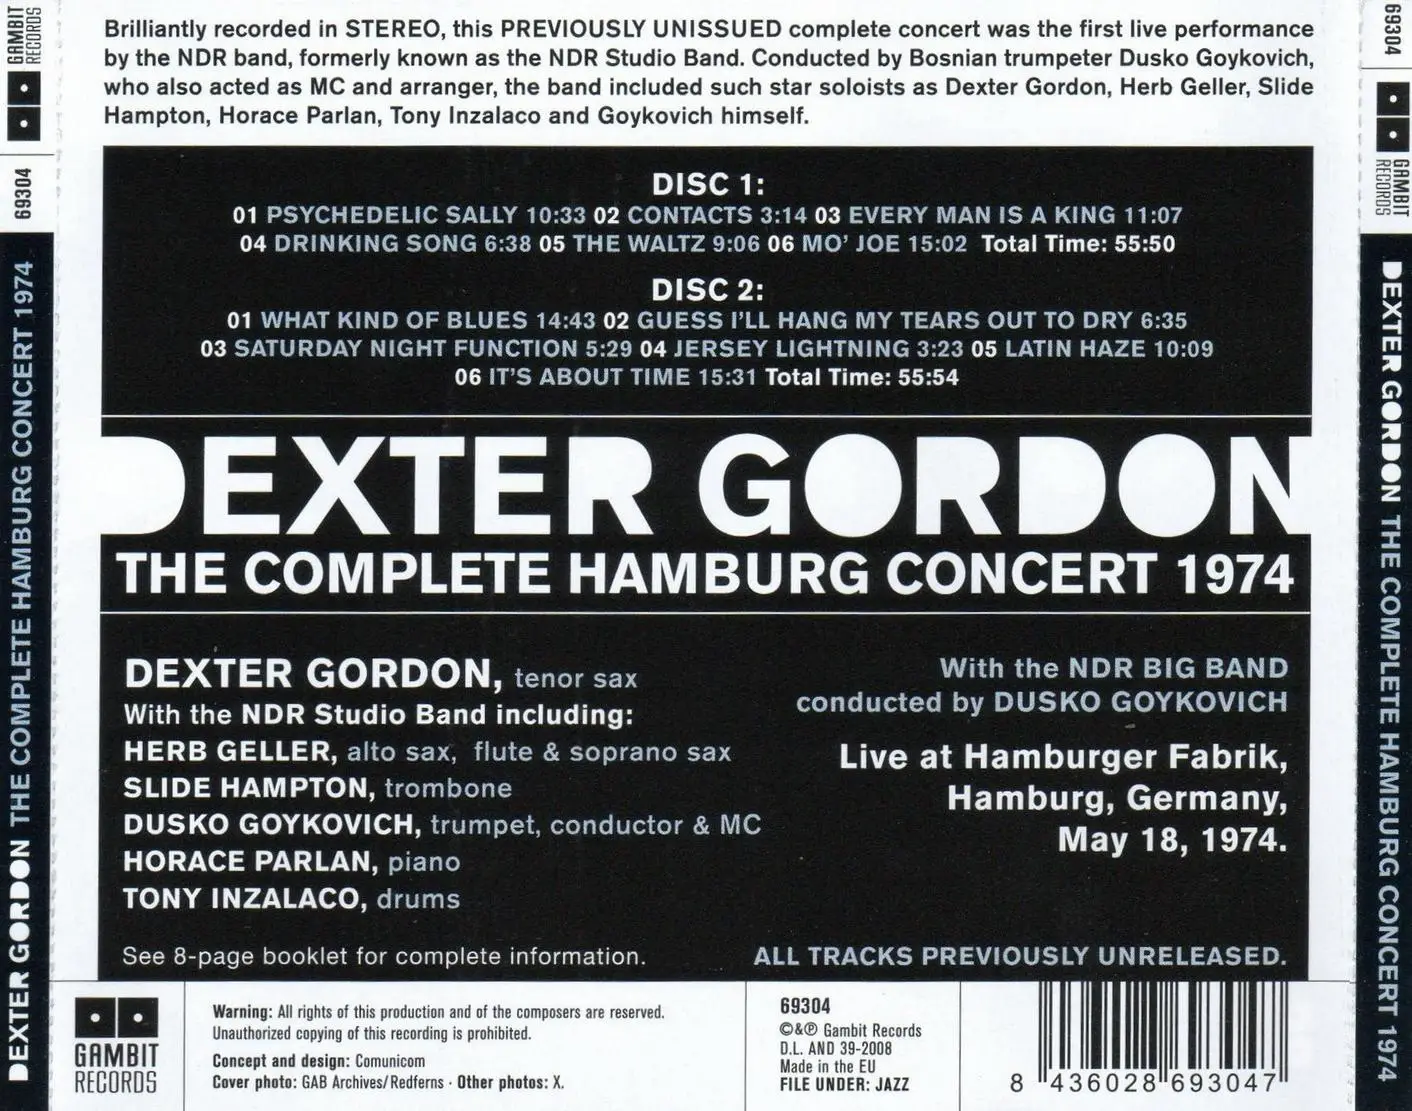 Brilliantly recorded in STEREO, this PREVIOUSLY UNISSUED complete concert was the first live performance
by the NDR band, formerly known as the NDR Studio Band. Conducted by Bosnian trumpeter Dusko Goykovich,
who also acted as MC and arranger, the band included such star soloists as Dexter Gordon, Herb Geller, Slide
Hampton, Horace Parlan, Tony Inzalaco and Goykovich himself.
DISC 1:
01 PSYCHEDELIC SALLY 10:33 02 CONTACTS 3:14 03 EVERY MAN IS A KING 11:07
04 DRINKING SONG 6:38 05 THE WALTZ 9:06 06 MO' JOE 15:02 Total Time: 55:50
DISC 2:
01 WHAT KIND OF BLUES 14:43 02 GUESS I'LL HANG MY TEARS OUT TO DRY 6:35
03 SATURDAY NIGHT FUNCTION 5:29 04 JERSEY LIGHTNING 3:23 05 LATIN HAZE 10:09
06 IT'S ABOUT TIME 15:31 Total Time: 55:54
DEXTER GORDON
THE COMPLETE HAMBURG CONCERT 1974
DEXTER GORDON, tenor sax
With the NDR Studio Band including:
HERB GELLER, alto sax, flute & soprano sax
SLIDE HAMPTON, trombone
DUSKO GOYKOVICH, trumpet, conductor & MC
HORACE PARLAN, piano
TONY INZALACO, drums
See 8-page booklet for complete information.
With the NDR BIG BAND
conducted by DUSKO GOYKOVICH
Live at Hamburger Fabrik,
Hamburg, Germany,
May 18, 1974.
ALL TRACKS PREVIOUSLY UNRELEASED.
GAMBIT
RECORDS
Warning: All rights of this production and of the composers are reserved.
Unauthorized copying of this recording is prohibited.
Concept and design: Comunicom
Cover photo: GAB Archives/Redferns · Other photos: X.
69304
©&℗ Gambit Records
D.L. AND 39-2008
Made in the EU
FILE UNDER: JAZZ
8 436028 693047
DEXTER GORDON THE COMPLETE HAMBURG CONCERT 1974
69304
GAMBIT
RECORDS
69304
GAMBIT
RECORDS
DEXTER GORDON THE COMPLETE HAMBURG CONCERT 1974